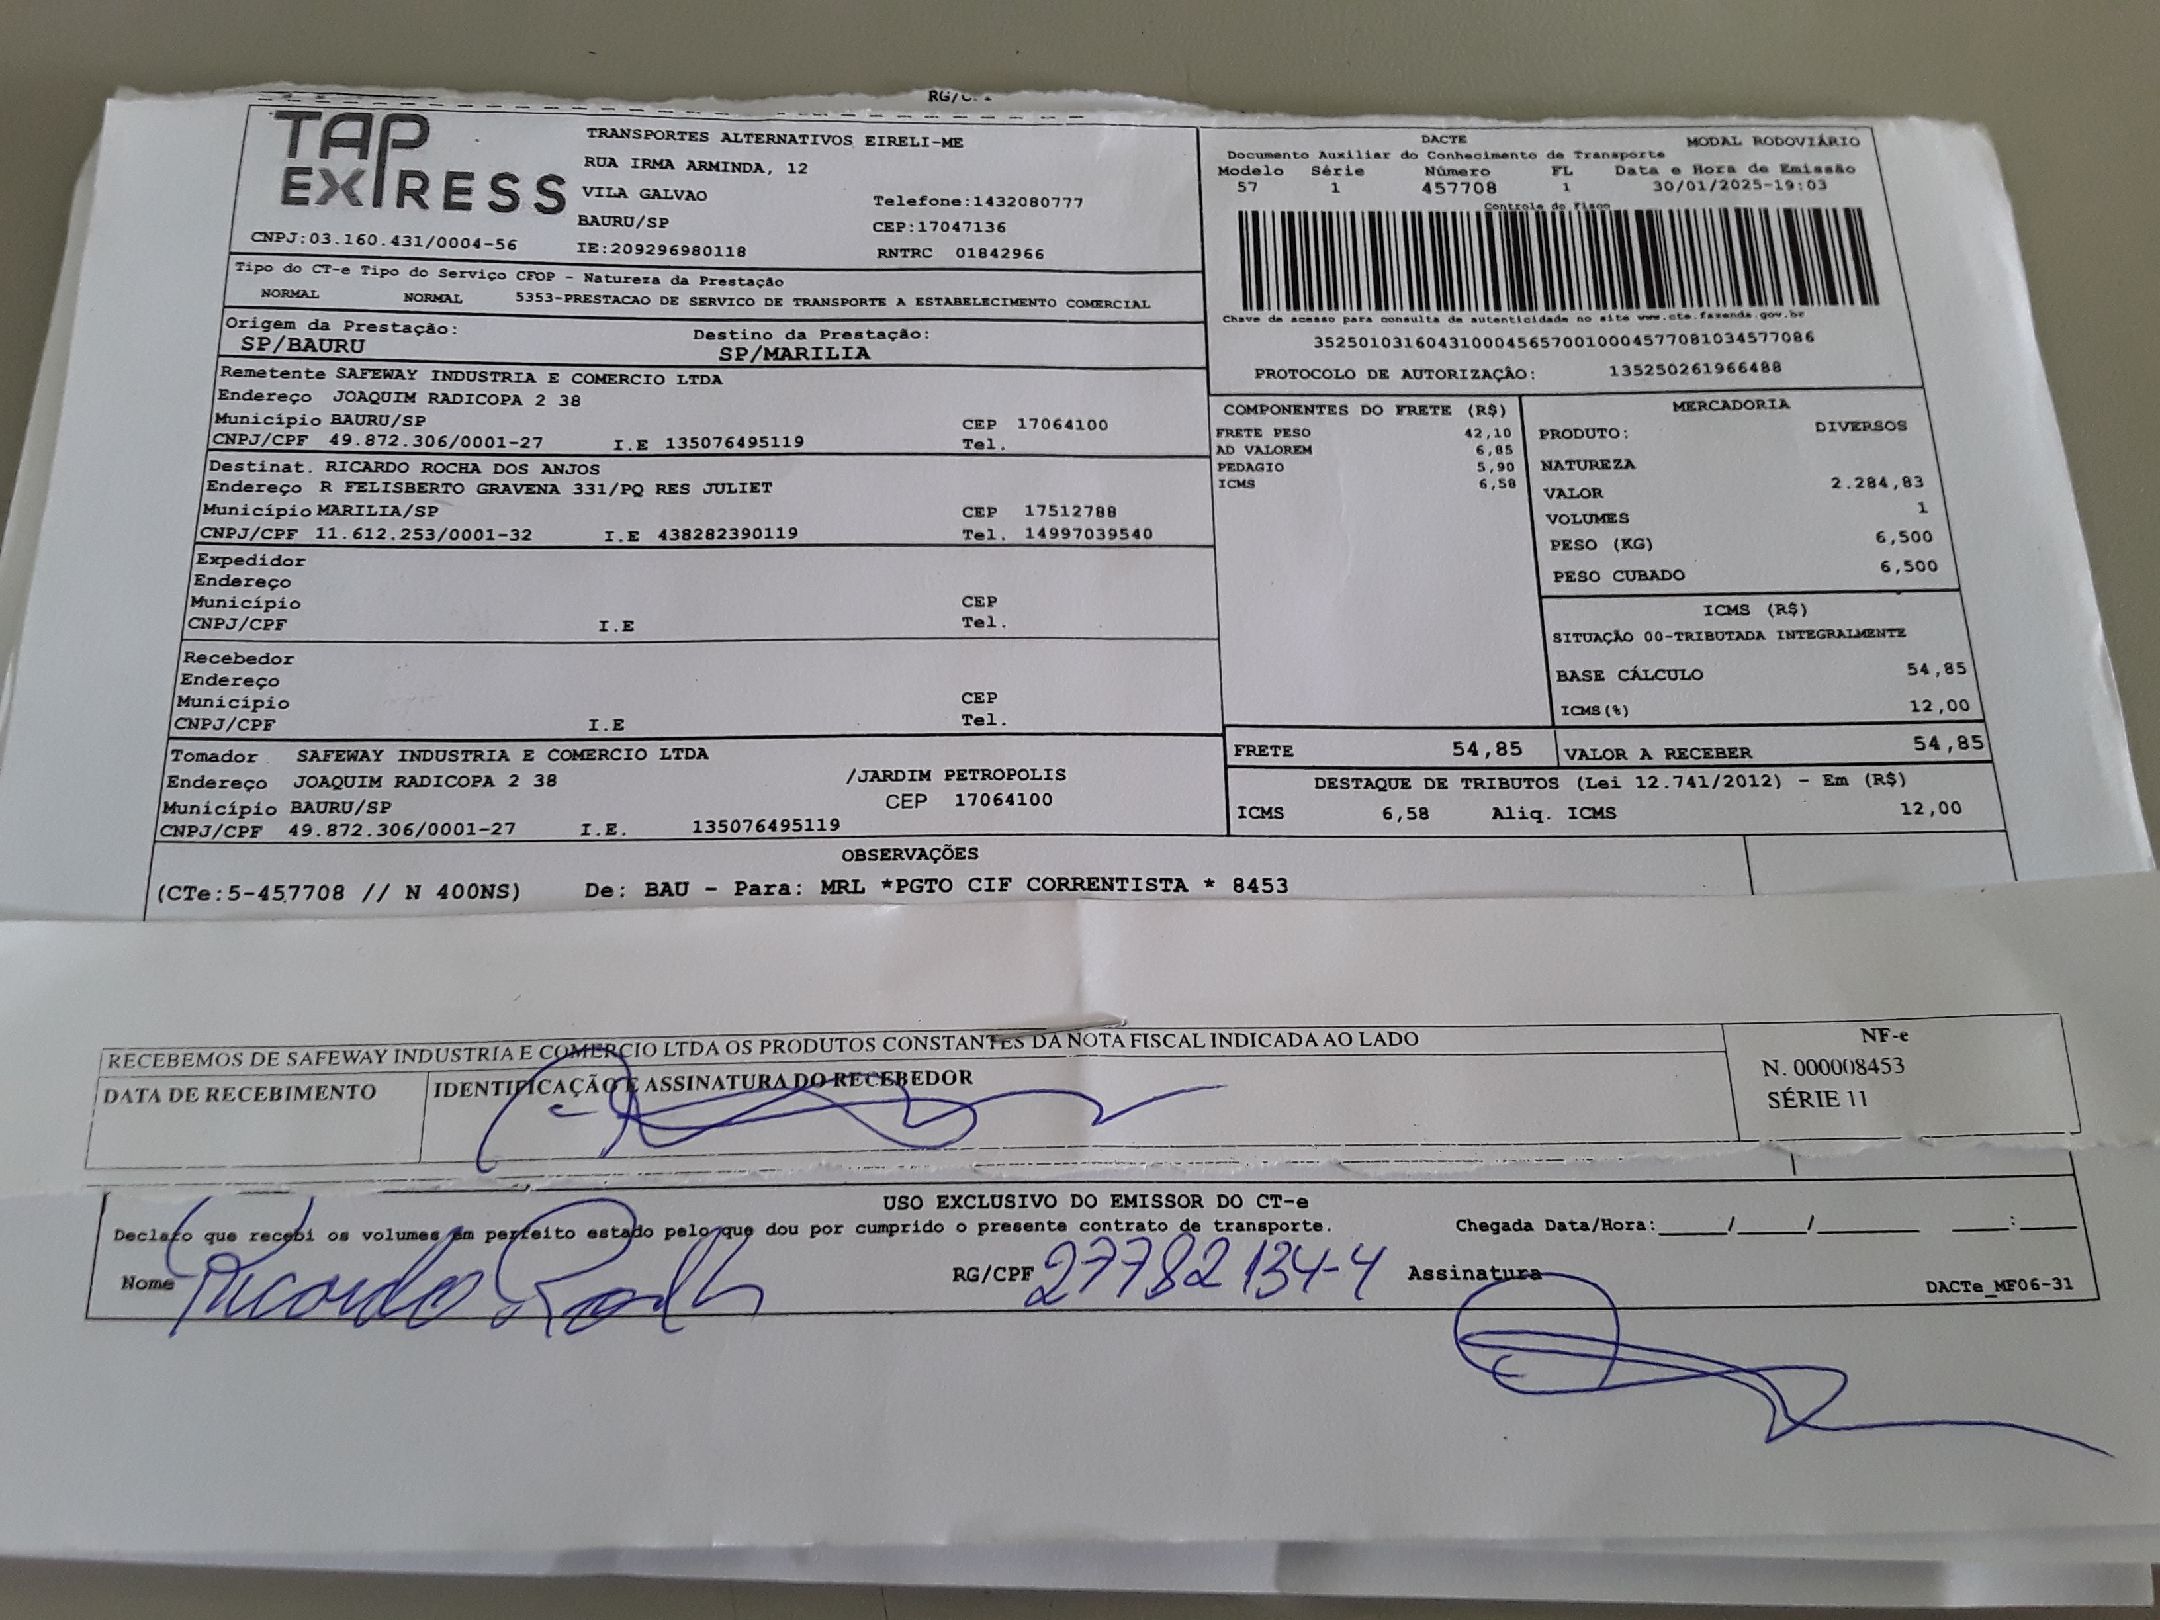 RG/C.
TAP EXPRESS
TRANSPORTES ALTERNATIVOS EIRELI-ME
RUA IRMA ARMINDA, 12
VILA GALVAO Telefone:1432080777
BAURU/SP CEP:17047136
CNPJ:03.160.431/0004-56 IE:209296980118 RNTRC 01842966
DACTE MODAL RODOVIÁRIO
Documento Auxiliar do Conhecimento de Transporte
Modelo Série Número FL Data e Hora de Emissão
57 1 457708 1 30/01/2025-19:03
Controle do Fisco
Chave de acesso para consulta de autenticidade no site www.cte.fazenda.gov.br
35250103160431000456570010004577081034577086
PROTOCOLO DE AUTORIZAÇÃO: 135250261966488
Tipo do CT-e Tipo do Serviço CFOP - Natureza da Prestação
NORMAL NORMAL 5353-PRESTACAO DE SERVICO DE TRANSPORTE A ESTABELECIMENTO COMERCIAL
Origem da Prestação: Destino da Prestação:
SP/BAURU SP/MARILIA
Remetente SAFEWAY INDUSTRIA E COMERCIO LTDA
Endereço JOAQUIM RADICOPA 2 38
Município BAURU/SP CEP 17064100
CNPJ/CPF 49.872.306/0001-27 I.E 135076495119 Tel.
Destinat. RICARDO ROCHA DOS ANJOS
Endereço R FELISBERTO GRAVENA 331/PQ RES JULIET
Município MARILIA/SP CEP 17512788
CNPJ/CPF 11.612.253/0001-32 I.E 438282390119 Tel. 14997039540
Expedidor
Endereço
Município CEP
CNPJ/CPF I.E Tel.
Recebedor
Endereço
Município CEP
CNPJ/CPF I.E Tel.
Tomador SAFEWAY INDUSTRIA E COMERCIO LTDA
Endereço JOAQUIM RADICOPA 2 38 /JARDIM PETROPOLIS
Município BAURU/SP CEP 17064100
CNPJ/CPF 49.872.306/0001-27 I.E. 135076495119
COMPONENTES DO FRETE (R$)
FRETE PESO 42,10
AD VALOREM 6,85
PEDAGIO 5,90
ICMS 6,58
MERCADORIA
PRODUTO: DIVERSOS
NATUREZA
VALOR 2.284,83
VOLUMES 1
PESO (KG) 6,500
PESO CUBADO 6,500
ICMS (R$)
SITUAÇÃO 00-TRIBUTADA INTEGRALMENTE
BASE CÁLCULO 54,85
ICMS(%) 12,00
FRETE 54,85 VALOR A RECEBER 54,85
DESTAQUE DE TRIBUTOS (Lei 12.741/2012) - Em (R$)
ICMS 6,58 Aliq. ICMS 12,00
OBSERVAÇÕES
(CTe:5-457708 // N 400NS) De: BAU - Para: MRL *PGTO CIF CORRENTISTA * 8453
RECEBEMOS DE SAFEWAY INDUSTRIA E COMERCIO LTDA OS PRODUTOS CONSTANTES DA NOTA FISCAL INDICADA AO LADO
DATA DE RECEBIMENTO IDENTIFICAÇÃO E ASSINATURA DO RECEBEDOR
NF-e
N. 000008453
SÉRIE 11
USO EXCLUSIVO DO EMISSOR DO CT-e
Declaro que recebi os volumes em perfeito estado pelo que dou por cumprido o presente contrato de transporte. Chegada Data/Hora:____/____/______ ___:____
Nome Ricardo RG/CPF 27782134-4 Assinatura
DACTe_MF06-31